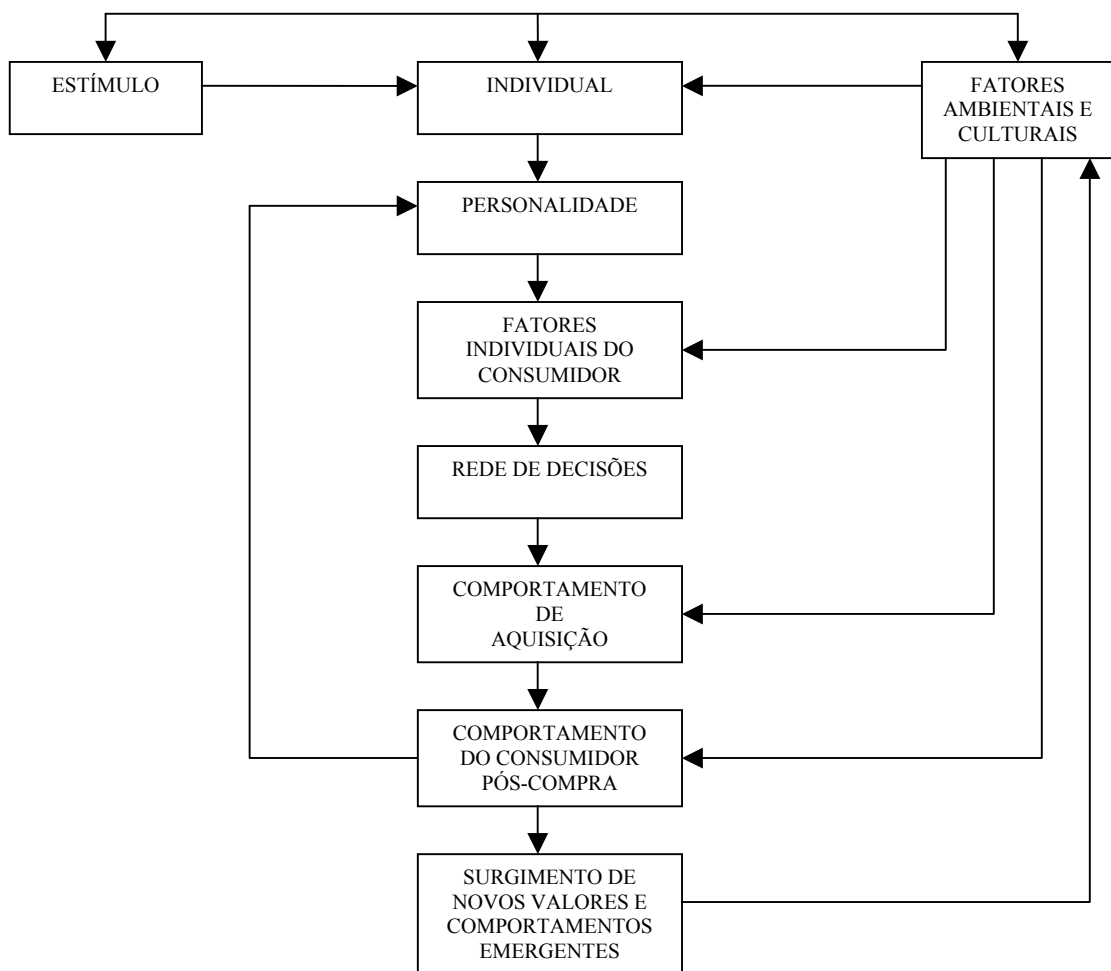 ESTÍMULO
INDIVIDUAL
FATORES
AMBIENTAIS E
CULTURAIS
PERSONALIDADE
FATORES
INDIVIDUAIS DO
CONSUMIDOR
REDE DE DECISÕES
COMPORTAMENTO
DE
AQUISIÇÃO
COMPORTAMENTO
DO CONSUMIDOR
PÓS-COMPRA
SURGIMENTO DE
NOVOS VALORES E
COMPORTAMENTOS
EMERGENTES